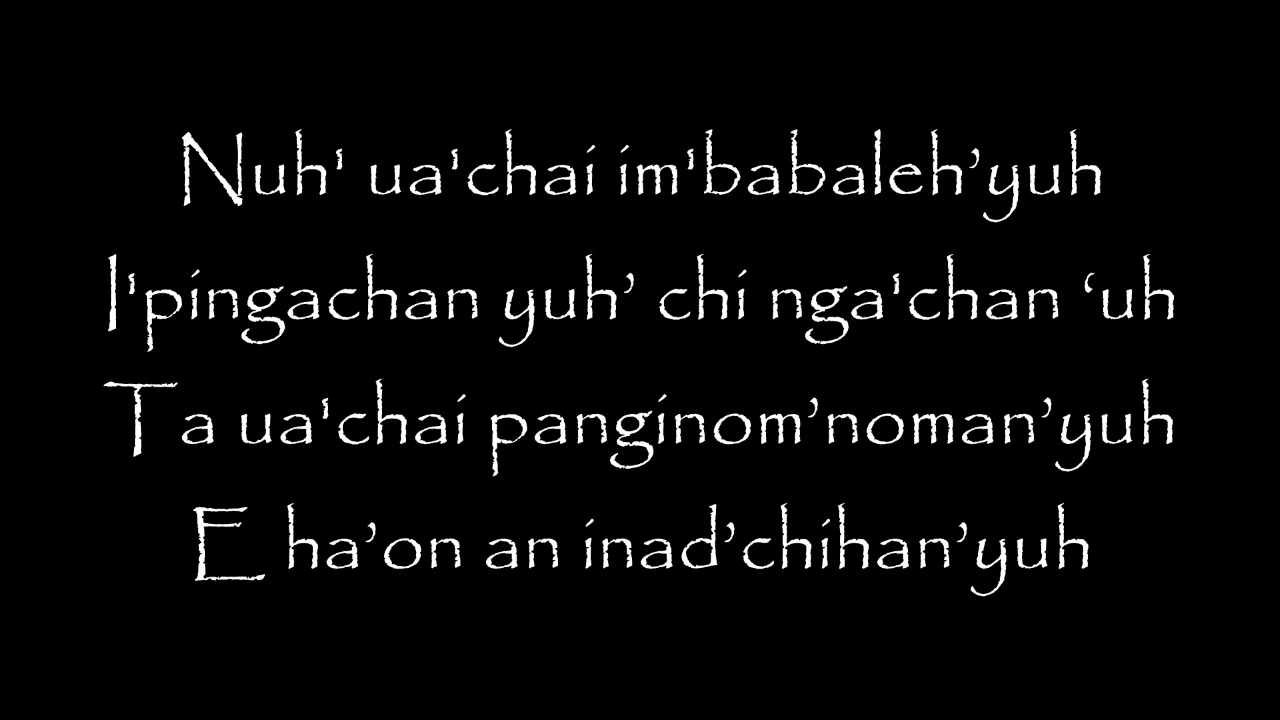 Nuh' ua'chai im'babaleh’yuh
I'pingachan yuh’ chi nga'chan ‘uh
Ta ua'chai panginom’noman’yuh
E ha’on an inad’chihan’yuh